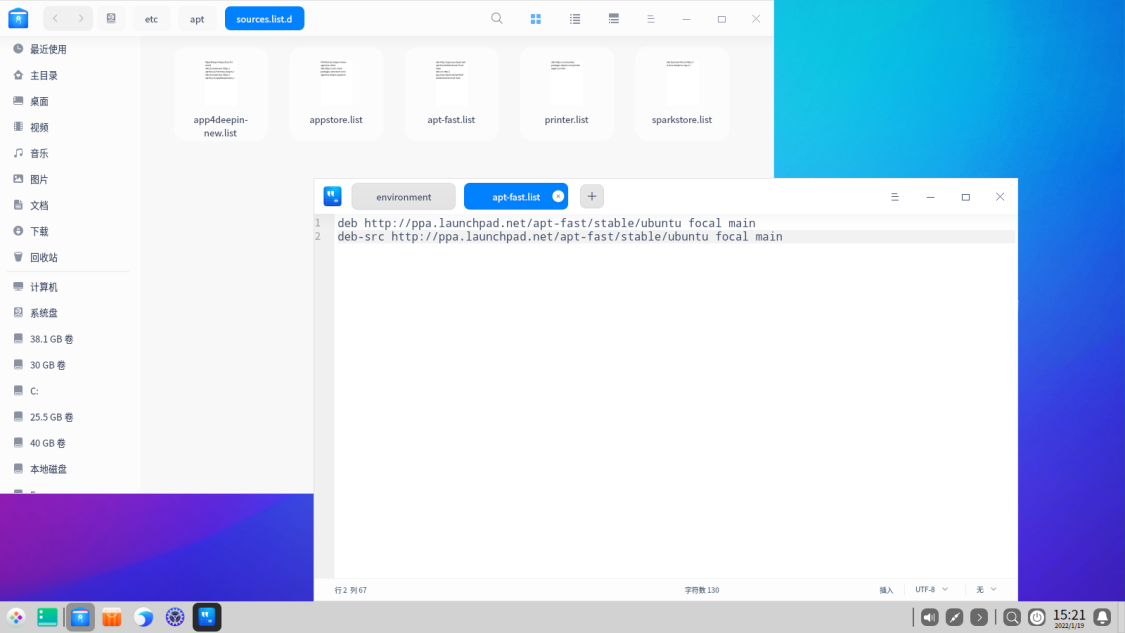 etc
apt
sources.list.d
最近使用
主目录
桌面
视频
音乐
图片
文档
下载
回收站
计算机
系统盘
38.1 GB 卷
30 GB 卷
C:
25.5 GB 卷
40 GB 卷
本地磁盘
app4deepin-
new.list
appstore.list
apt-fast.list
printer.list
sparkstore.list
environment
apt-fast.list
1 deb http://ppa.launchpad.net/apt-fast/stable/ubuntu focal main
2 deb-src http://ppa.launchpad.net/apt-fast/stable/ubuntu focal main
行 2 列 67
字符数 130
插入
UTF-8
无
15:21
2022/1/19